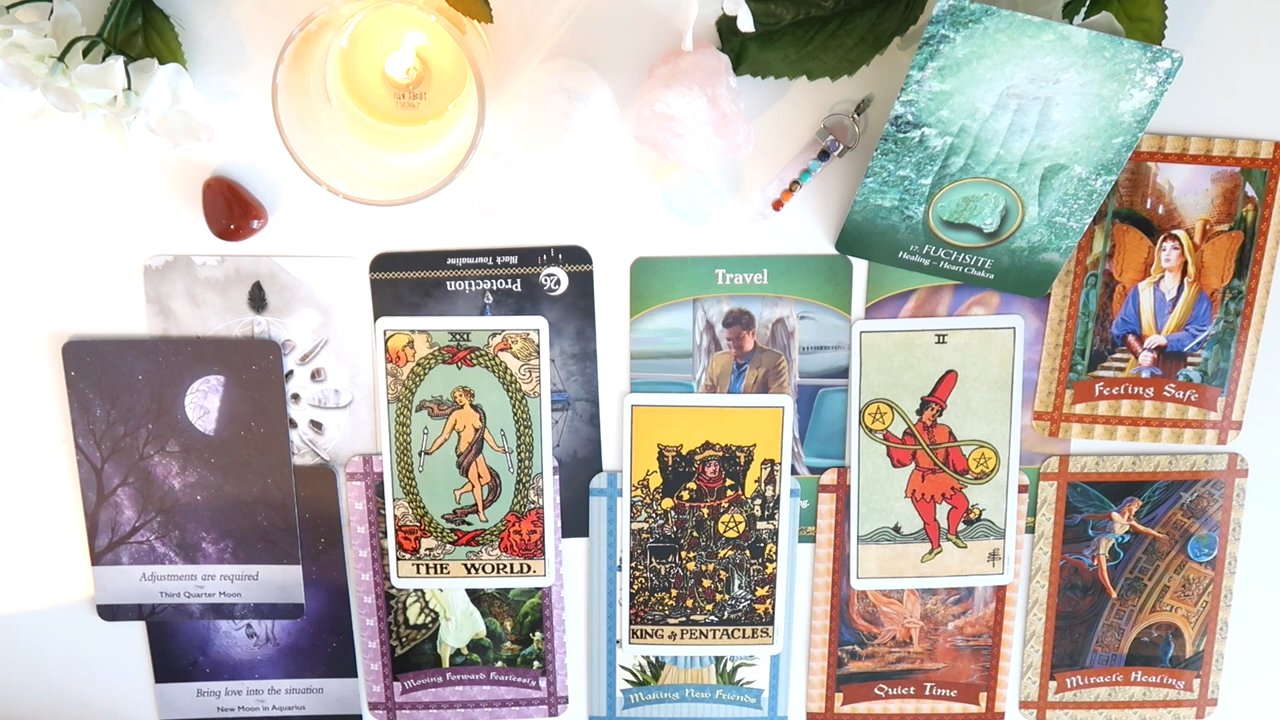 17. FUCHSITE
Healing ~ Heart Chakra
26
Protection
Black Tourmaline
Travel
Feeling Safe
XXI
THE WORLD.
II
KING of PENTACLES.
Adjustments are required
Third Quarter Moon
Bring love into the situation
New Moon in Aquarius
Moving Forward Fearlessly
Making New Friends
Quiet Time
Miracle Healing